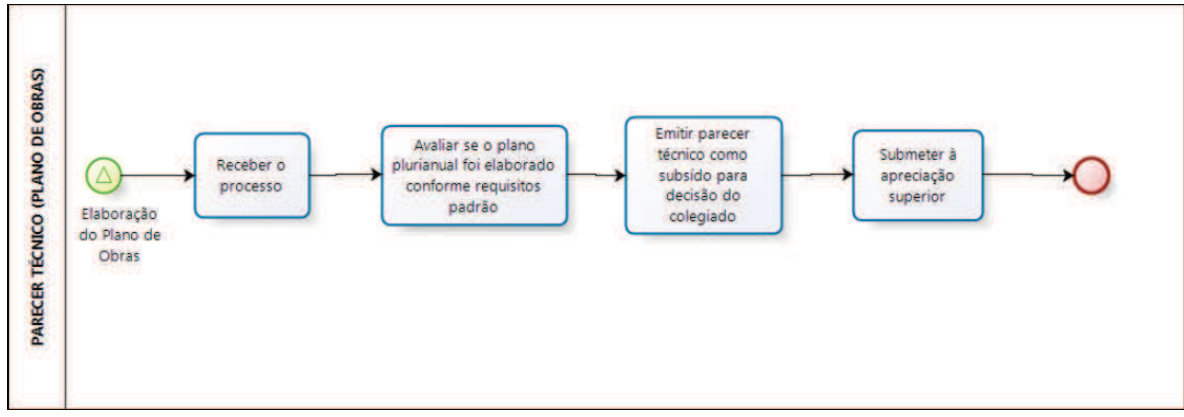 PARECER TÉCNICO (PLANO DE OBRAS)
Elaboração
do Plano de
Obras
Receber o
processo
Avaliar se o plano
plurianual foi elaborado
conforme requisitos
padrão
Emitir parecer
técnico como
subsído para
decisão do
colegiado
Submeter à
apreciação
superior